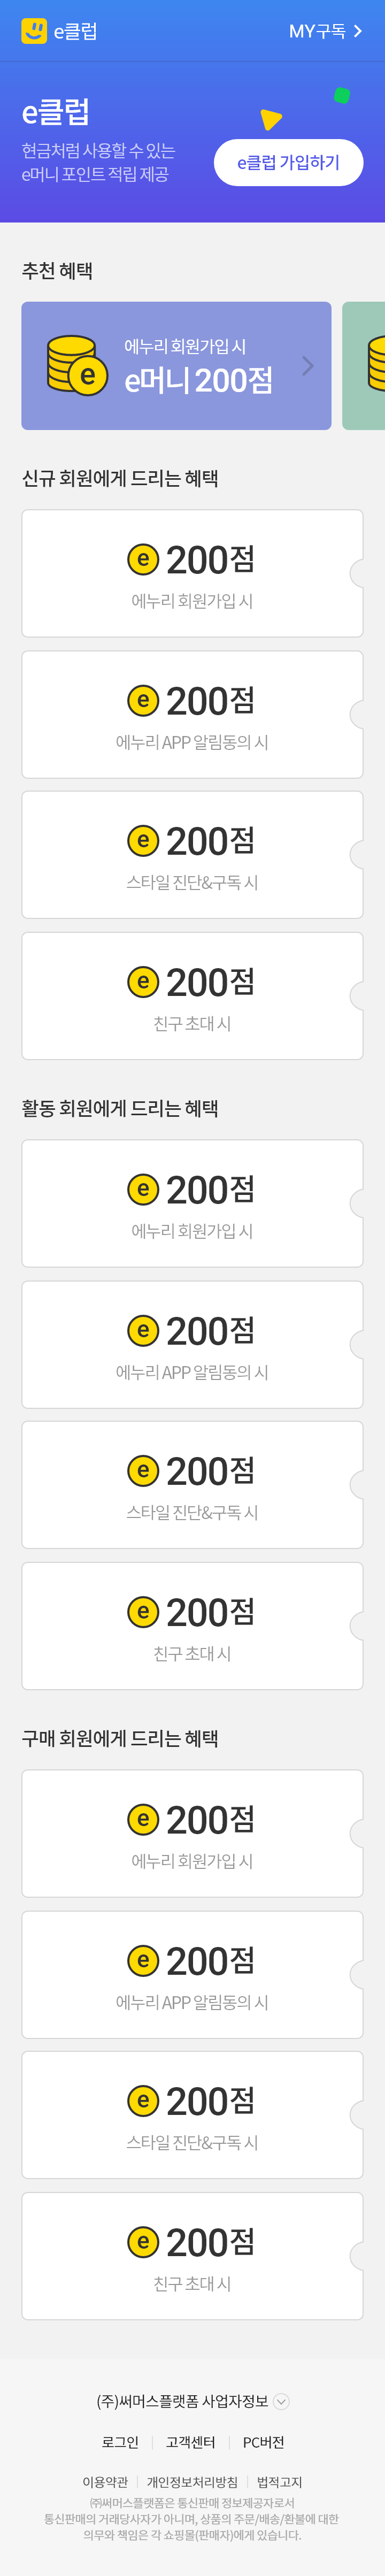 e클럽
MY구독
e클럽
현금처럼 사용할 수 있는
e머니 포인트 적립 제공
e클럽 가입하기
추천 혜택
e
에누리 회원가입 시
e머니 200점
신규 회원에게 드리는 혜택
e 200점
에누리 회원가입 시
e 200점
에누리 APP 알림동의 시
e 200점
스타일 진단&구독 시
e 200점
친구 초대 시
활동 회원에게 드리는 혜택
e 200점
에누리 회원가입 시
e 200점
에누리 APP 알림동의 시
e 200점
스타일 진단&구독 시
e 200점
친구 초대 시
구매 회원에게 드리는 혜택
e 200점
에누리 회원가입 시
e 200점
에누리 APP 알림동의 시
e 200점
스타일 진단&구독 시
e 200점
친구 초대 시
(주)써머스플랫폼 사업자정보
로그인 고객센터 PC버전
이용약관 개인정보처리방침 법적고지
㈜써머스플랫폼은 통신판매 정보제공자로서
통신판매의 거래당사자가 아니며, 상품의 주문/배송/환불에 대한
의무와 책임은 각 쇼핑몰(판매자)에게 있습니다.